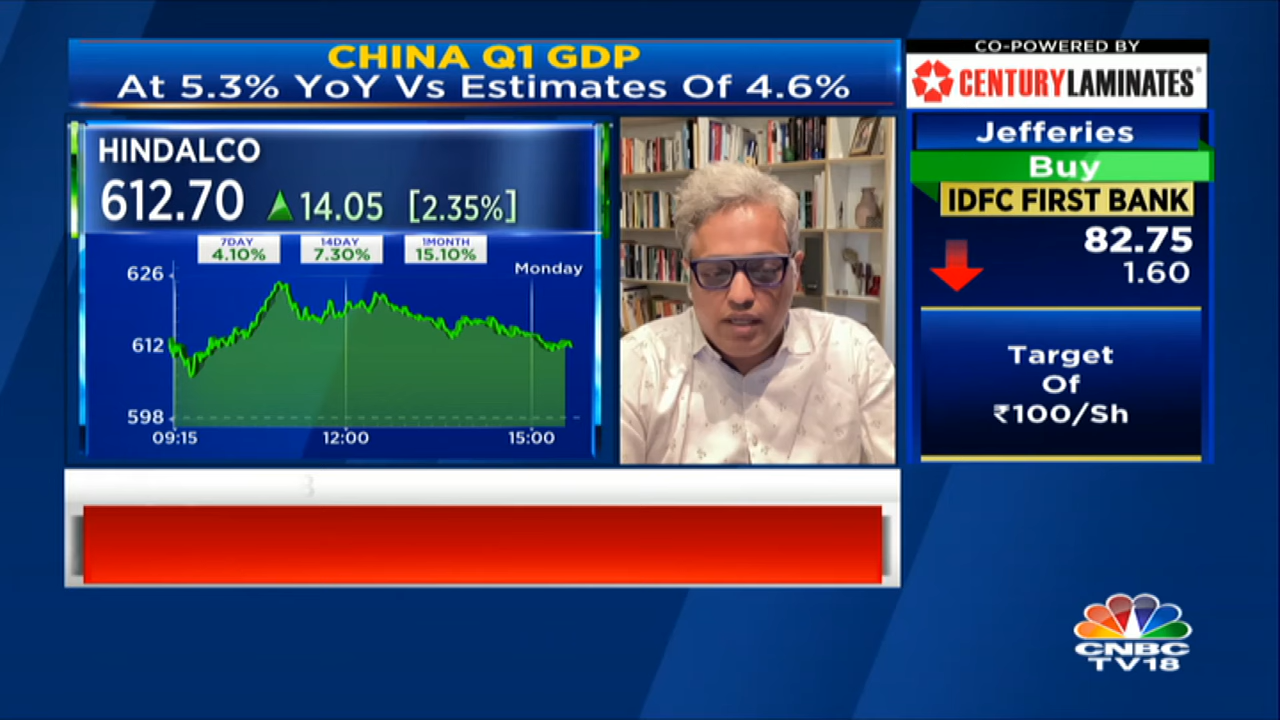 CHINA Q1 GDP
At 5.3% YoY Vs Estimates Of 4.6%
HINDALCO
612.70 ▲ 14.05 [2.35%]
7DAY 14DAY 1MONTH
4.10% 7.30% 15.10%
Monday
626
612
598
09:15 12:00 15:00
CO-POWERED BY
CENTURYLAMINATES®
Jefferies
Buy
IDFC FIRST BANK
82.75
1.60
Target
Of
₹100/Sh
CNBC
TV18